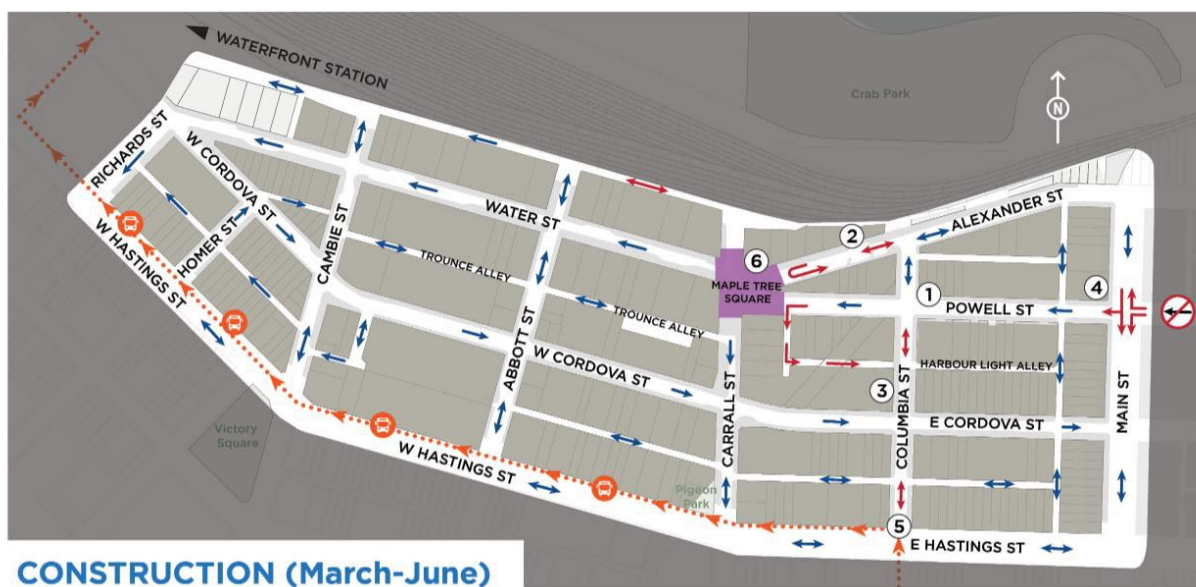 WATERFRONT STATION
Crab Park
N
RICHARDS ST
W CORDOVA ST
HOMER ST
W HASTINGS ST
CAMBIE ST
WATER ST
TROUNCE ALLEY
ABBOTT ST
TROUNCE ALLEY
W CORDOVA ST
6
MAPLE TREE
SQUARE
2
ALEXANDER ST
1
POWELL ST
4
HARBOUR LIGHT ALLEY
3
CARRALL ST
COLUMBIA ST
E CORDOVA ST
MAIN ST
Victory
Square
W HASTINGS ST
Pigeon
Park
5
E HASTINGS ST
CONSTRUCTION (March-June)